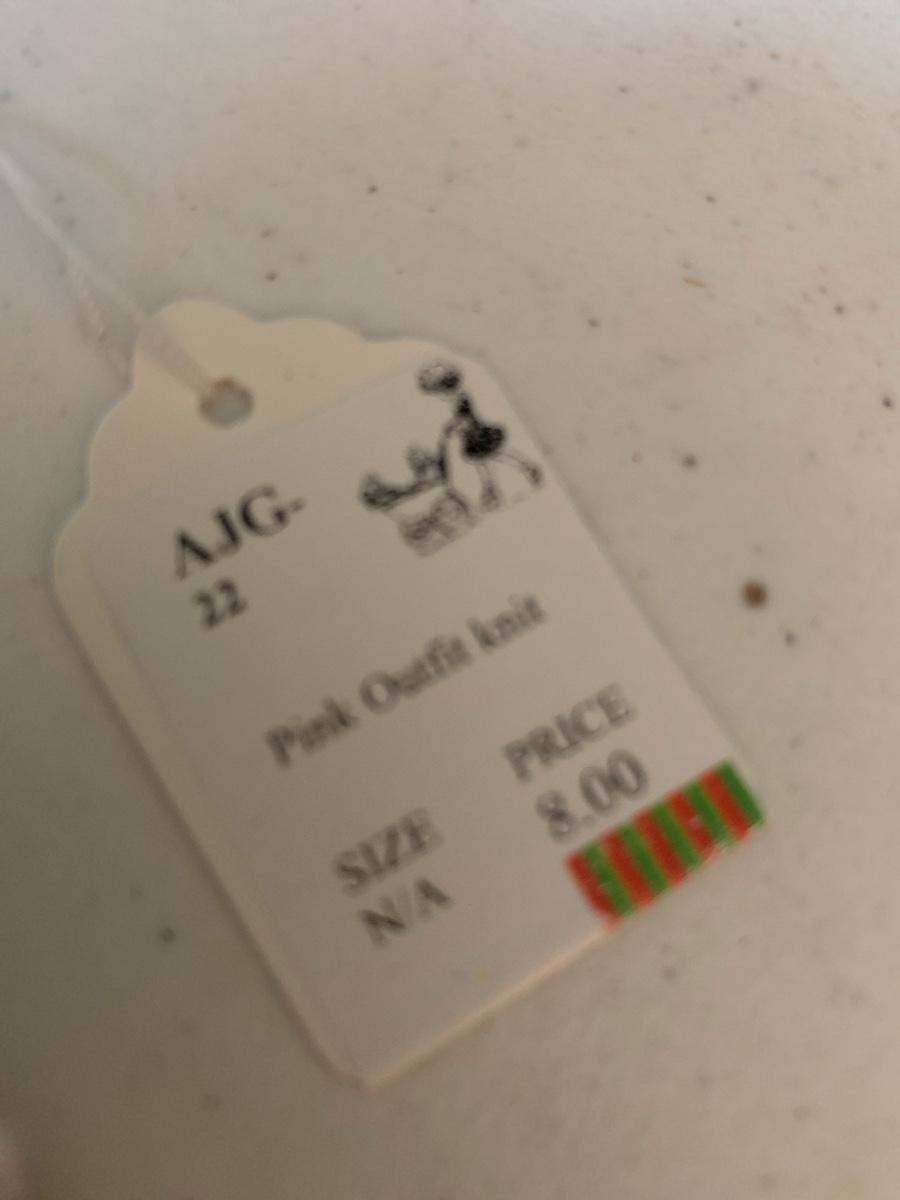 AJG-
22
Pink Outfit knit
SIZE PRICE
N/A 8.00